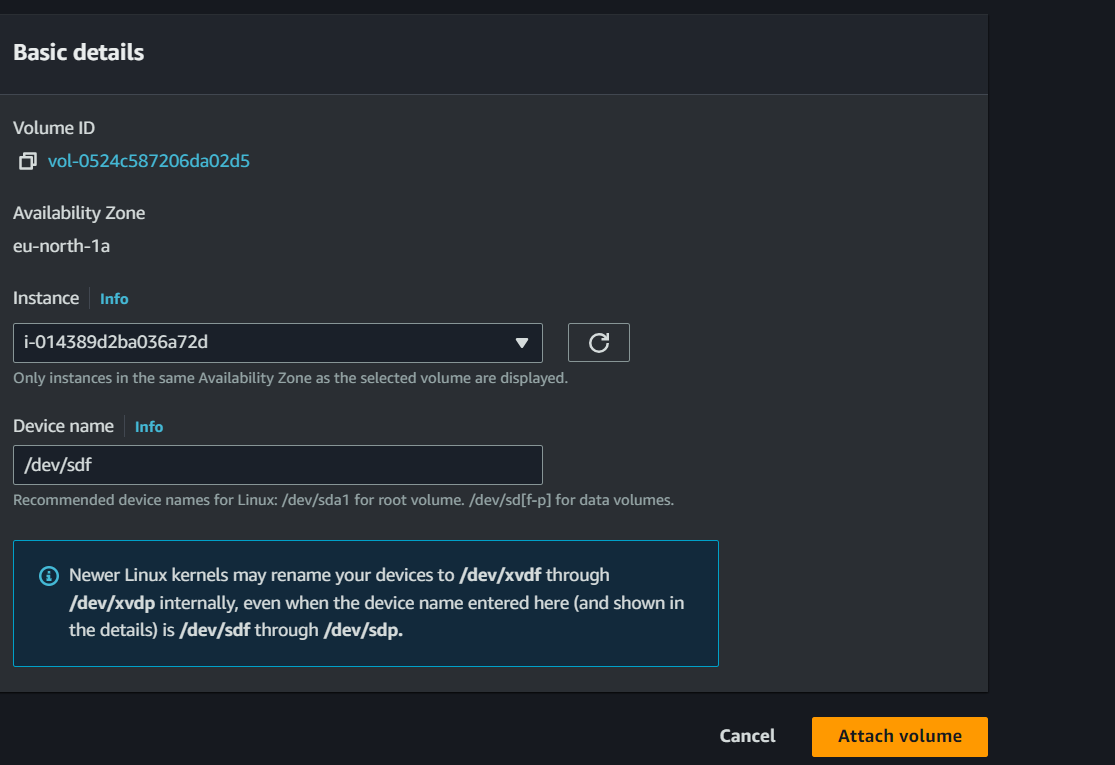 Basic details
Volume ID
vol-0524c587206da02d5
Availability Zone
eu-north-1a
Instance Info
i-014389d2ba036a72d
Only instances in the same Availability Zone as the selected volume are displayed.
Device name Info
/dev/sdf
Recommended device names for Linux: /dev/sda1 for root volume. /dev/sd[f-p] for data volumes.
Newer Linux kernels may rename your devices to /dev/xvdf through
/dev/xvdp internally, even when the device name entered here (and shown in
the details) is /dev/sdf through /dev/sdp.
Cancel Attach volume